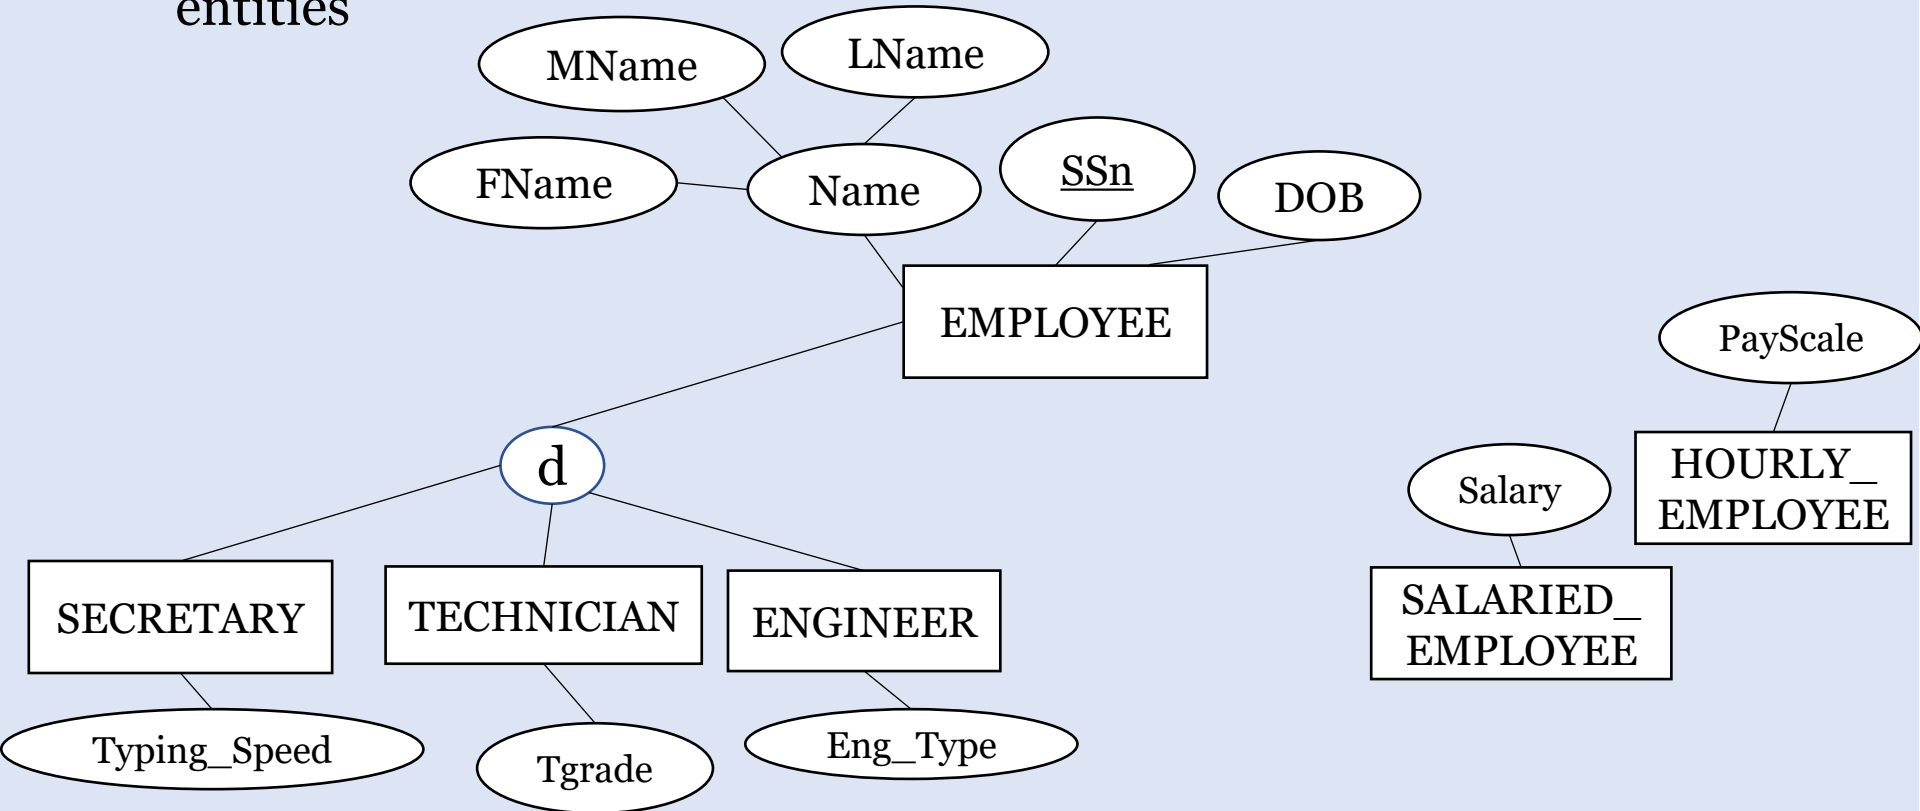 entities
MName
LName
FName
Name
SSn
DOB
EMPLOYEE
PayScale
d
Salary
HOURLY_
EMPLOYEE
SECRETARY
TECHNICIAN
ENGINEER
SALARIED_
EMPLOYEE
Typing_Speed
Tgrade
Eng_Type